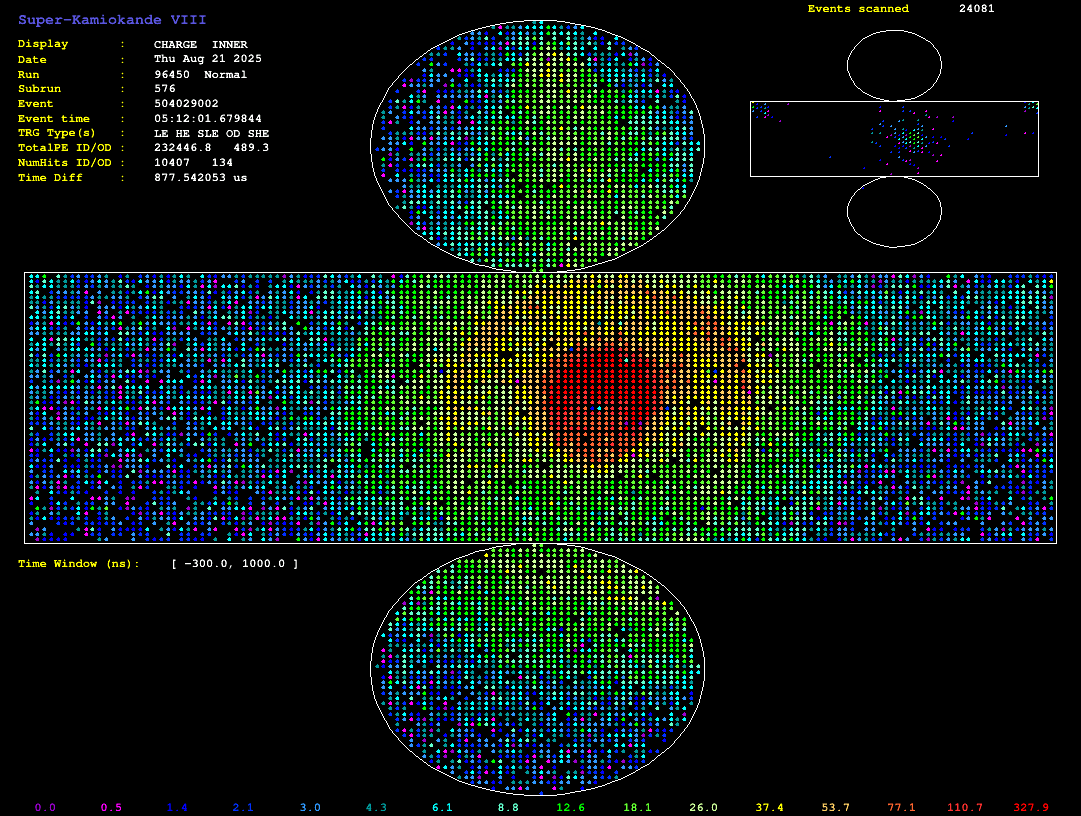 Super-Kamiokande VIII
Events scanned 24081
Display : CHARGE INNER
Date : Thu Aug 21 2025
Run : 96450 Normal
Subrun : 576
Event : 504029002
Event time : 05:12:01.679844
TRG Type(s) : LE HE SLE OD SHE
TotalPE ID/OD : 232446.8 489.3
NumHits ID/OD : 10407 134
Time Diff : 877.542053 us
Time Window (ns): [ -300.0, 1000.0 ]
0.0 0.5 1.4 2.1 3.0 4.3 6.1 8.8 12.6 18.1 26.0 37.4 53.7 77.1 110.7 327.9